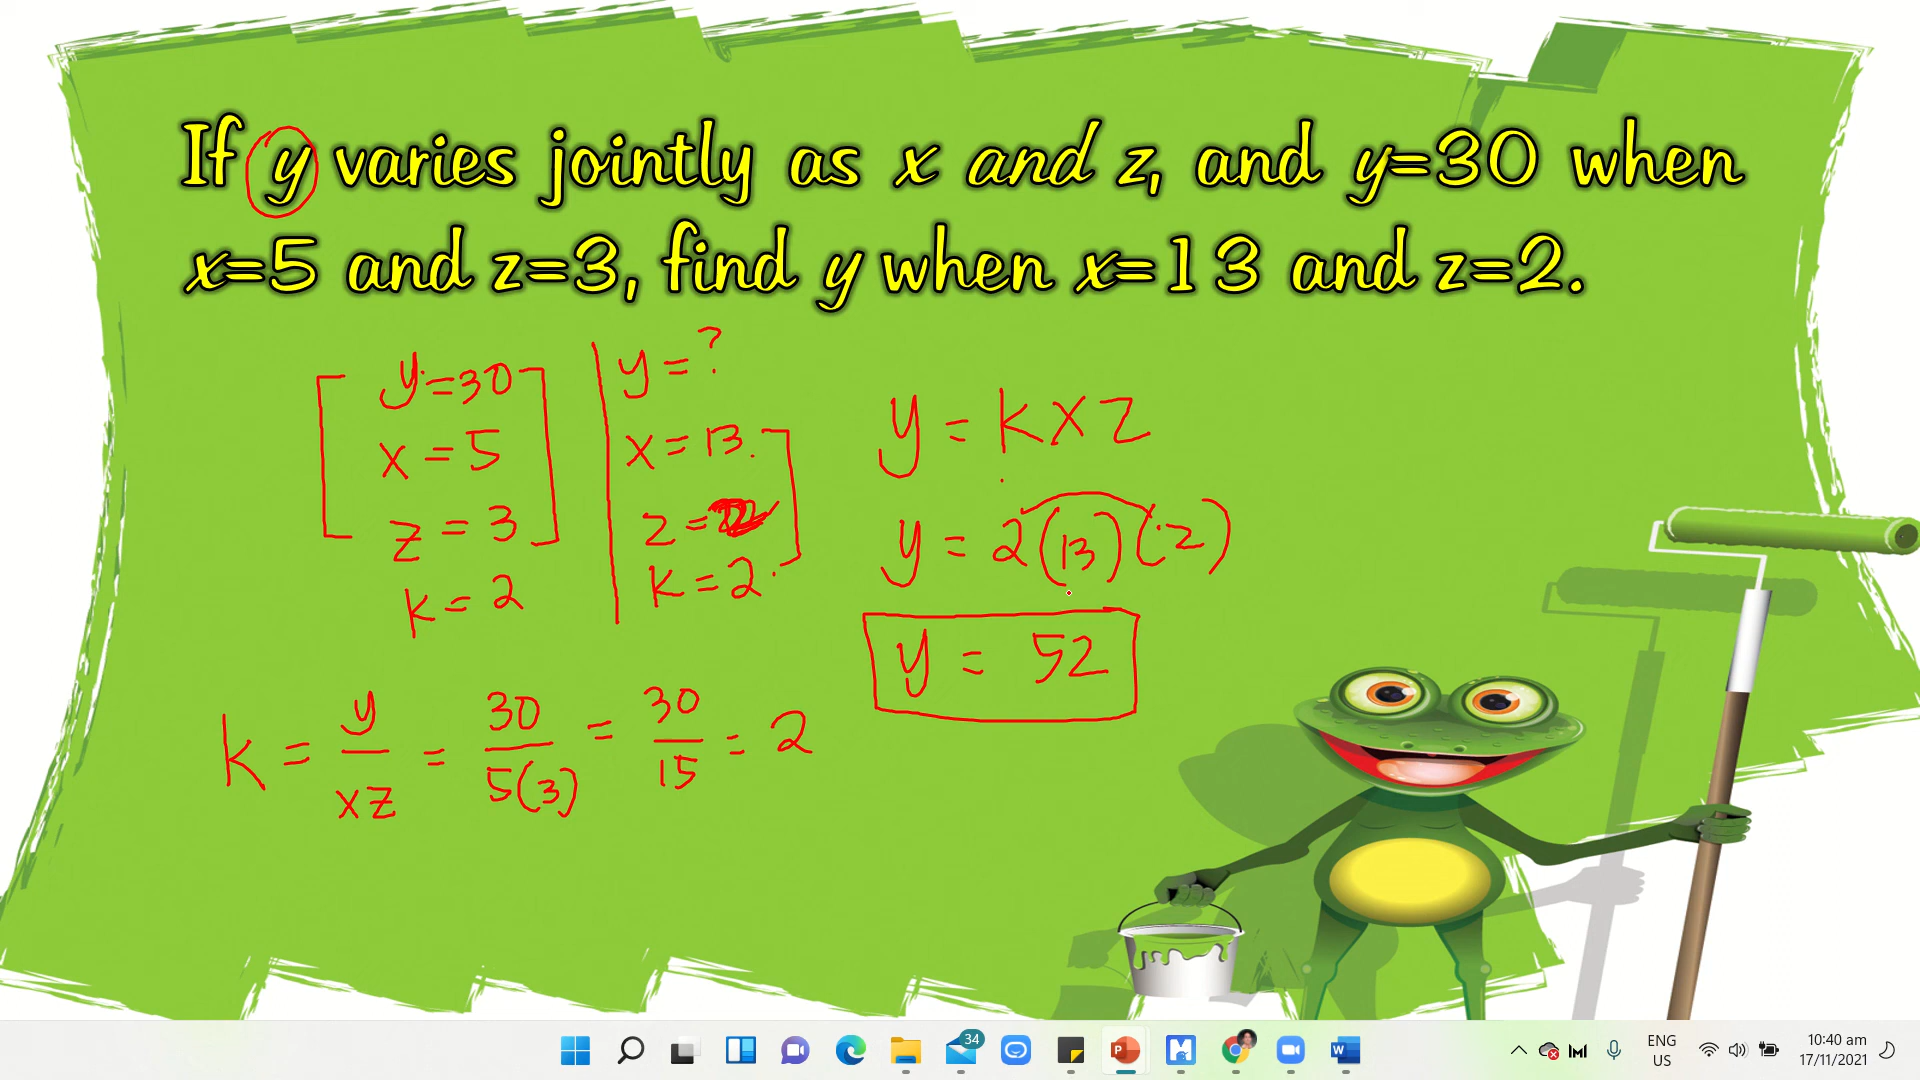 If y varies jointly as x and z, and y=30 when
x=5 and z=3, find y when x=13 and z=2.
y=30
x=5
z=3
k=2
y=?
x=13
z=
k=2
y=kxz
y=2(13)(2)
y=52
k = y/xz = 30/5(3) = 30/15 = 2
34
P
W
ENG
US
10:40 am
17/11/2021